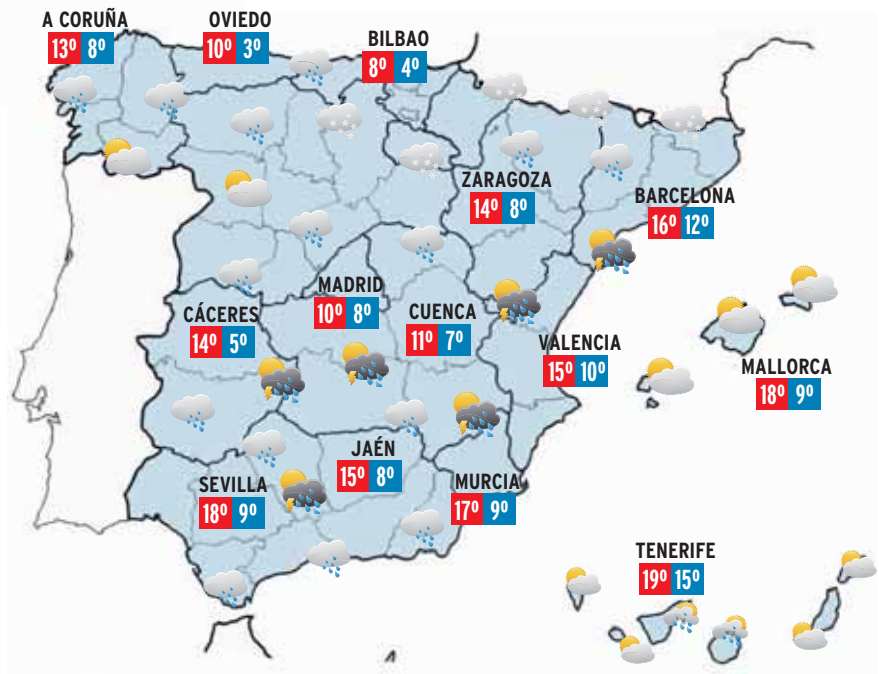 A CORUÑA
13º 8º
OVIEDO
10º 3º
BILBAO
8º 4º
ZARAGOZA
14º 8º
BARCELONA
16º 12º
MADRID
10º 8º
CÁCERES
14º 5º
CUENCA
11º 7º
VALENCIA
15º 10º
MALLORCA
18º 9º
JAÉN
15º 8º
SEVILLA
18º 9º
MURCIA
17º 9º
TENERIFE
19º 15º